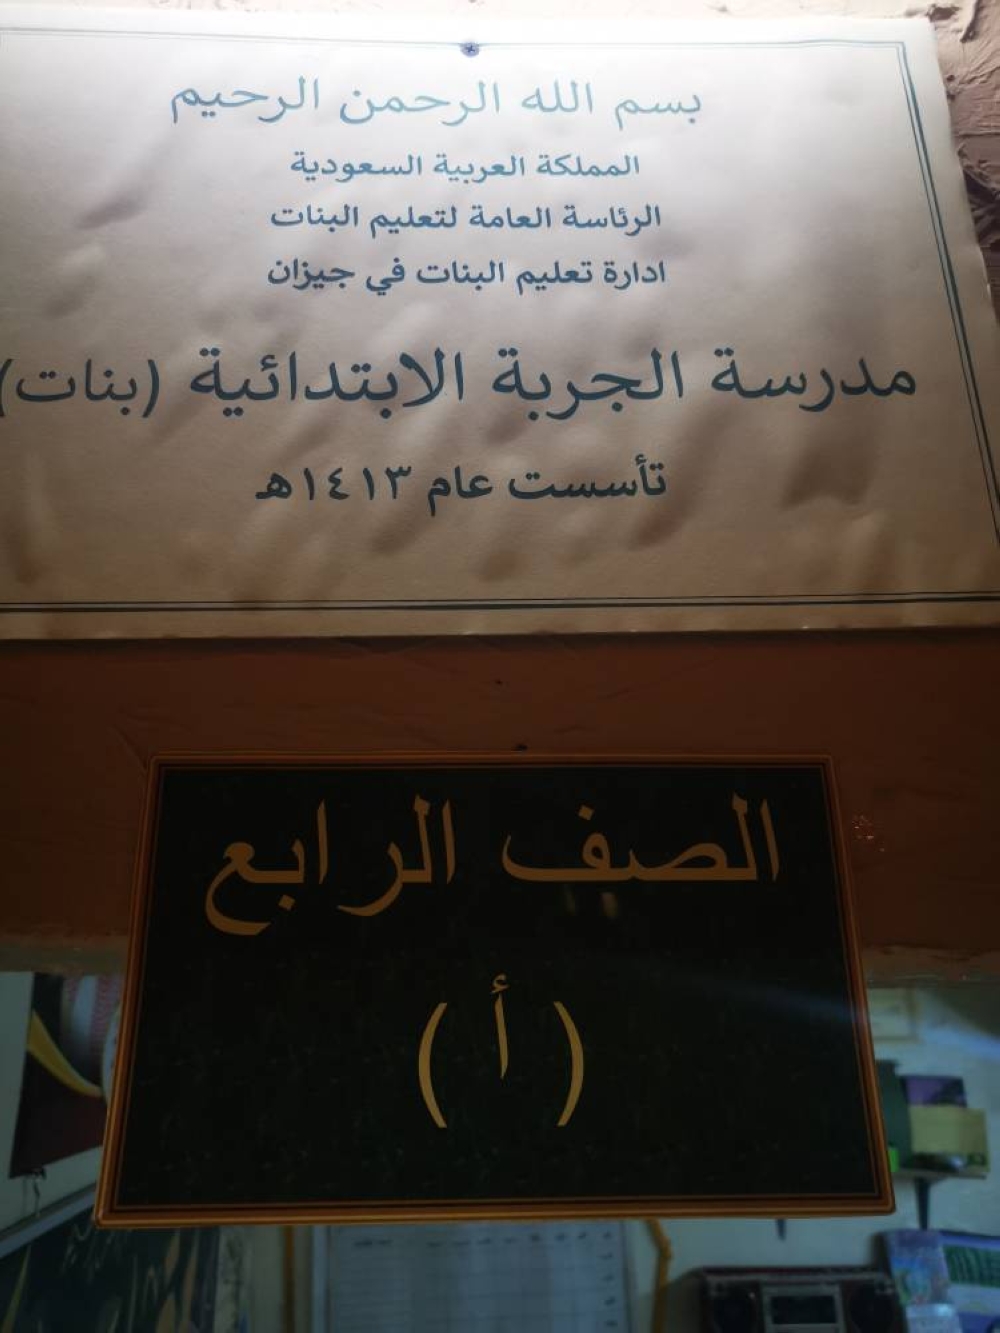 بسم الله الرحمن الرحيم
المملكة العربية السعودية
الرئاسة العامة لتعليم البنات
ادارة تعليم البنات في جيزان
مدرسة الجربة الابتدائية (بنات)
تأسست عام ١٤١٣هـ
الصف الرابع
( أ )